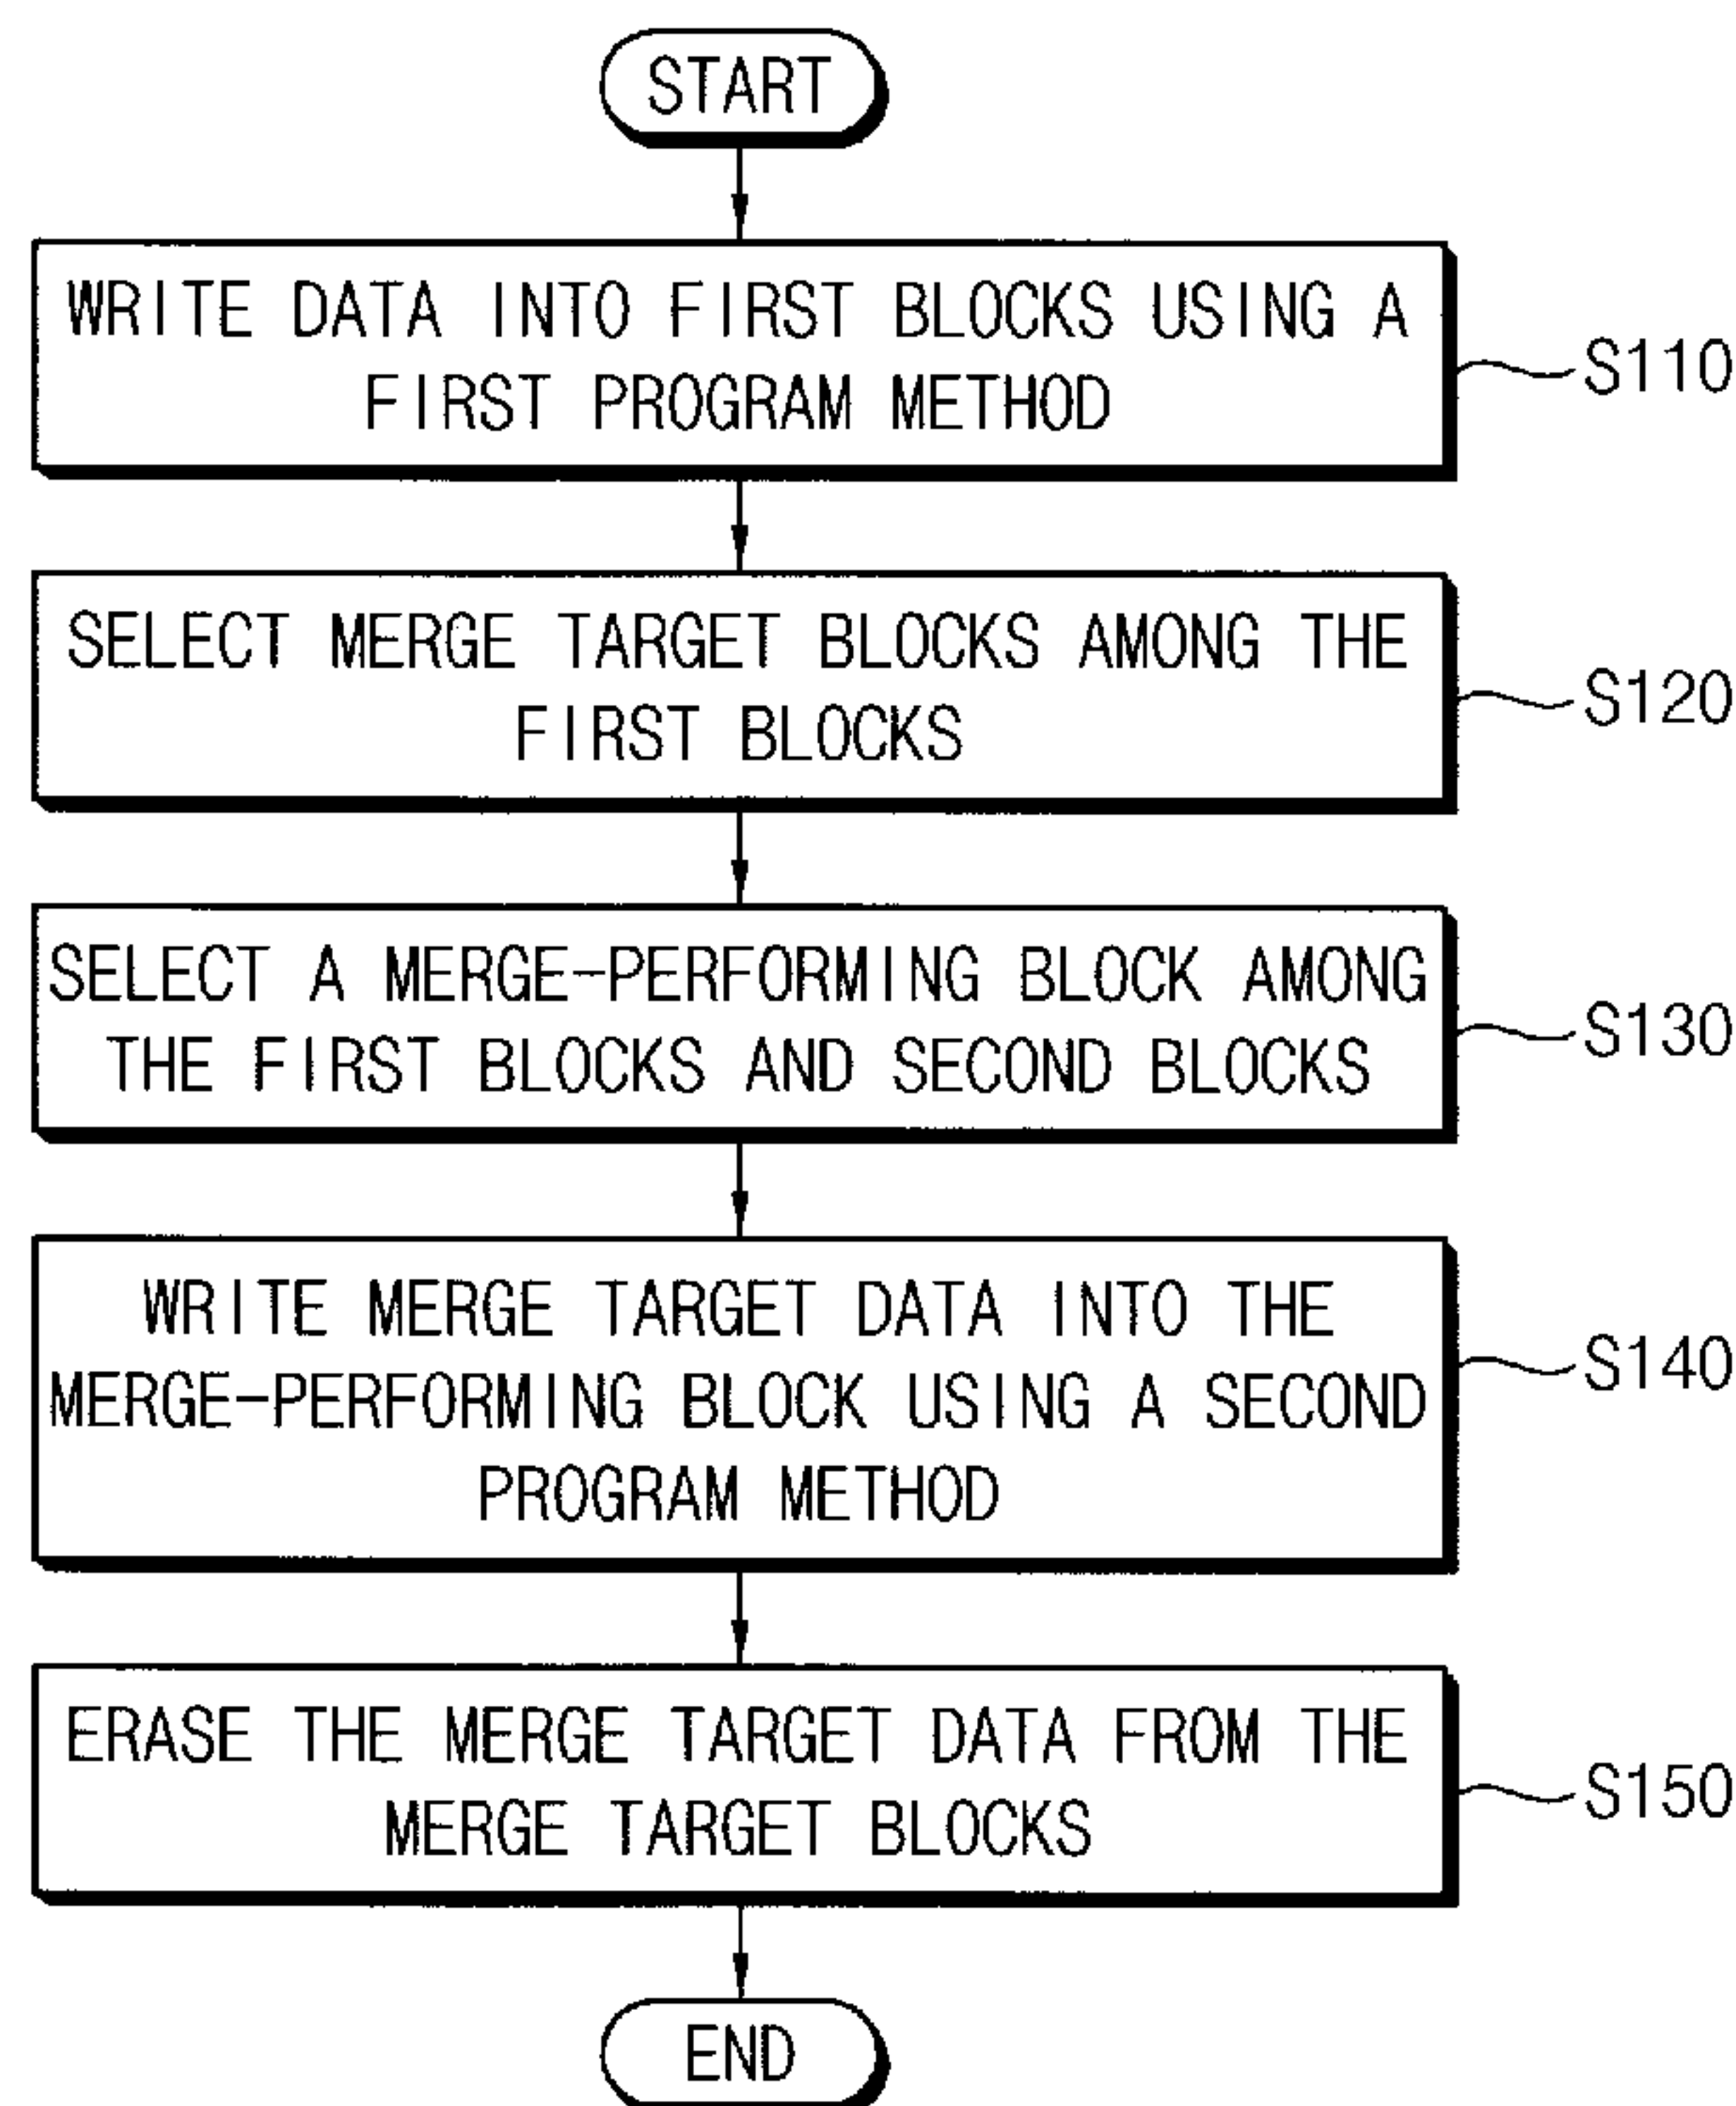 START
WRITE DATA INTO FIRST BLOCKS USING A
FIRST PROGRAM METHOD
S110
SELECT MERGE TARGET BLOCKS AMONG THE
FIRST BLOCKS
S120
SELECT A MERGE-PERFORMING BLOCK AMONG
THE FIRST BLOCKS AND SECOND BLOCKS
S130
WRITE MERGE TARGET DATA INTO THE
MERGE-PERFORMING BLOCK USING A SECOND
PROGRAM METHOD
S140
ERASE THE MERGE TARGET DATA FROM THE
MERGE TARGET BLOCKS
S150
END